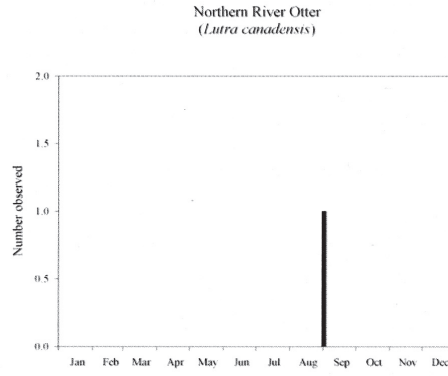 Northern River Otter
(Lutra canadensis)
Number observed
2.0
1.5
1.0
0.5
0.0
Jan Feb Mar Apr May Jun Jul Aug Sep Oct Nov Dec